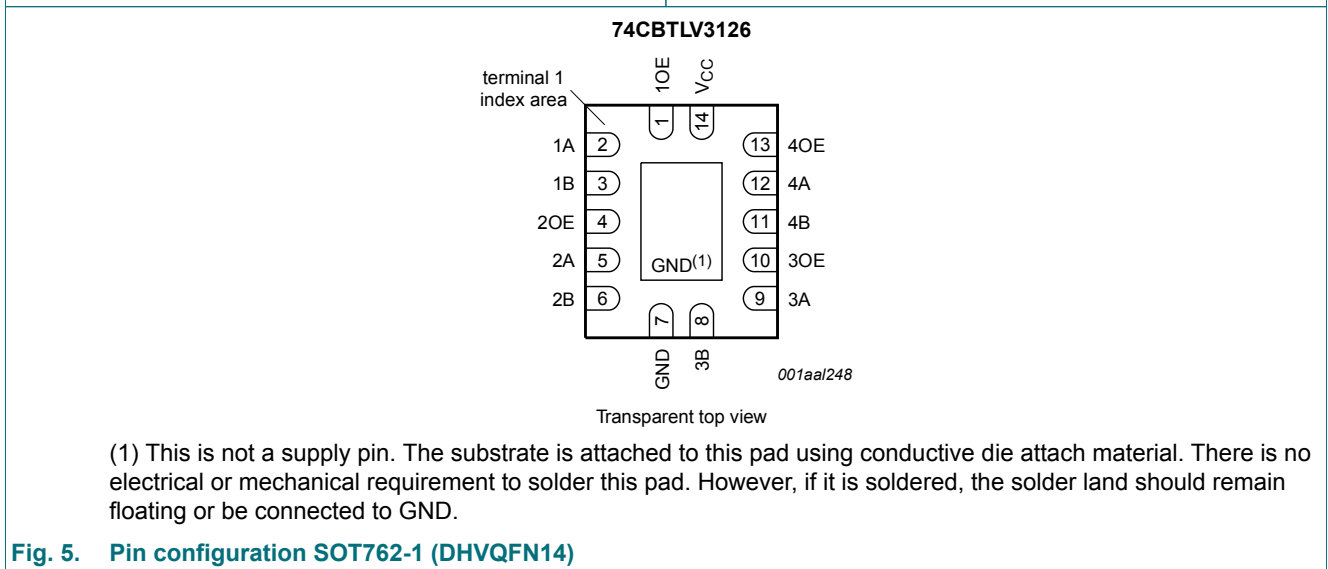 74CBTLV3126
terminal 1
index area
1OE
VCC
1
14
1A 2
13 4OE
1B 3
12 4A
2OE 4
11 4B
2A 5
GND(1)
10 3OE
2B 6
9 3A
7
8
GND
3B
001aal248
Transparent top view
(1) This is not a supply pin. The substrate is attached to this pad using conductive die attach material. There is no
electrical or mechanical requirement to solder this pad. However, if it is soldered, the solder land should remain
floating or be connected to GND.
Fig. 5. Pin configuration SOT762-1 (DHVQFN14)